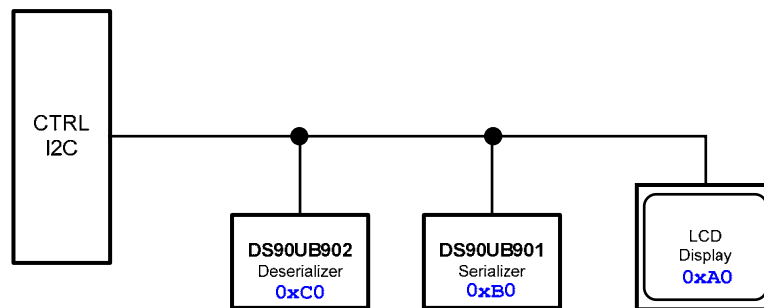 CTRL
I2C
DS90UB902
Deserializer
0xC0
DS90UB901
Serializer
0xB0
LCD
Display
0xA0